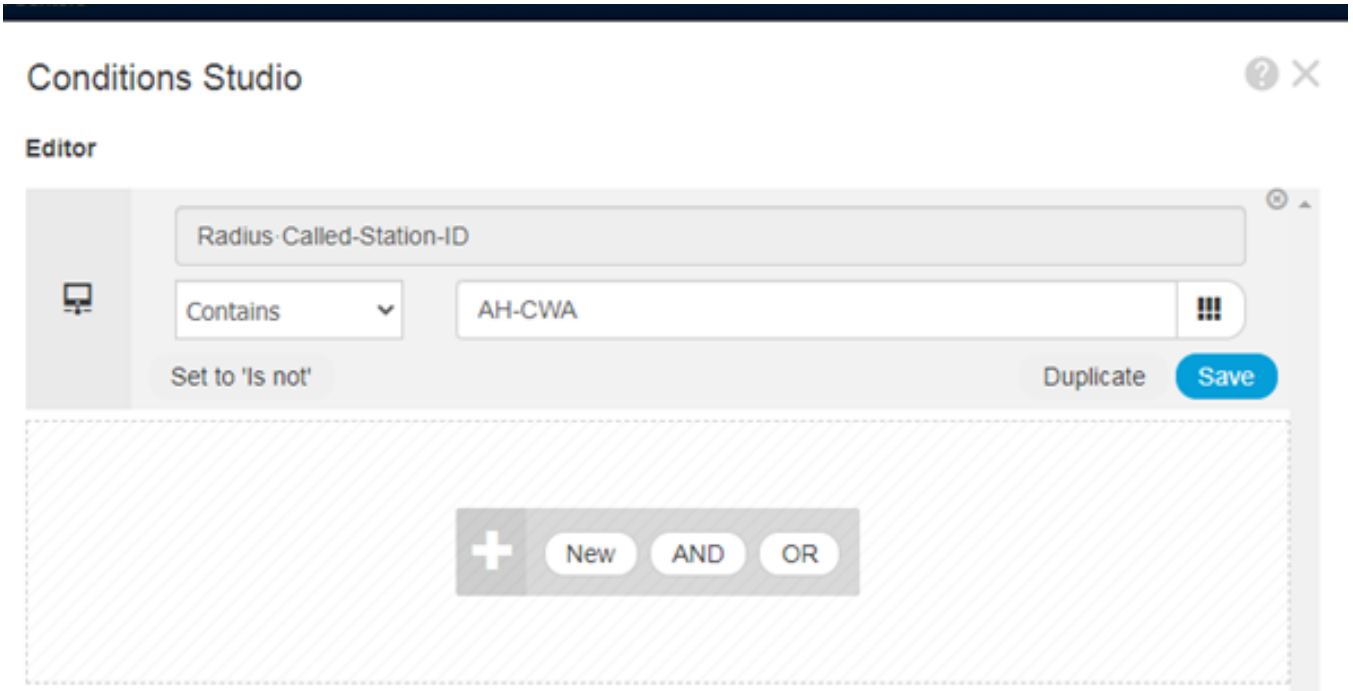 Conditions Studio
Editor
Radius·Called-Station-ID
Contains
AH-CWA
Set to 'Is not'
Duplicate
Save
New
AND
OR